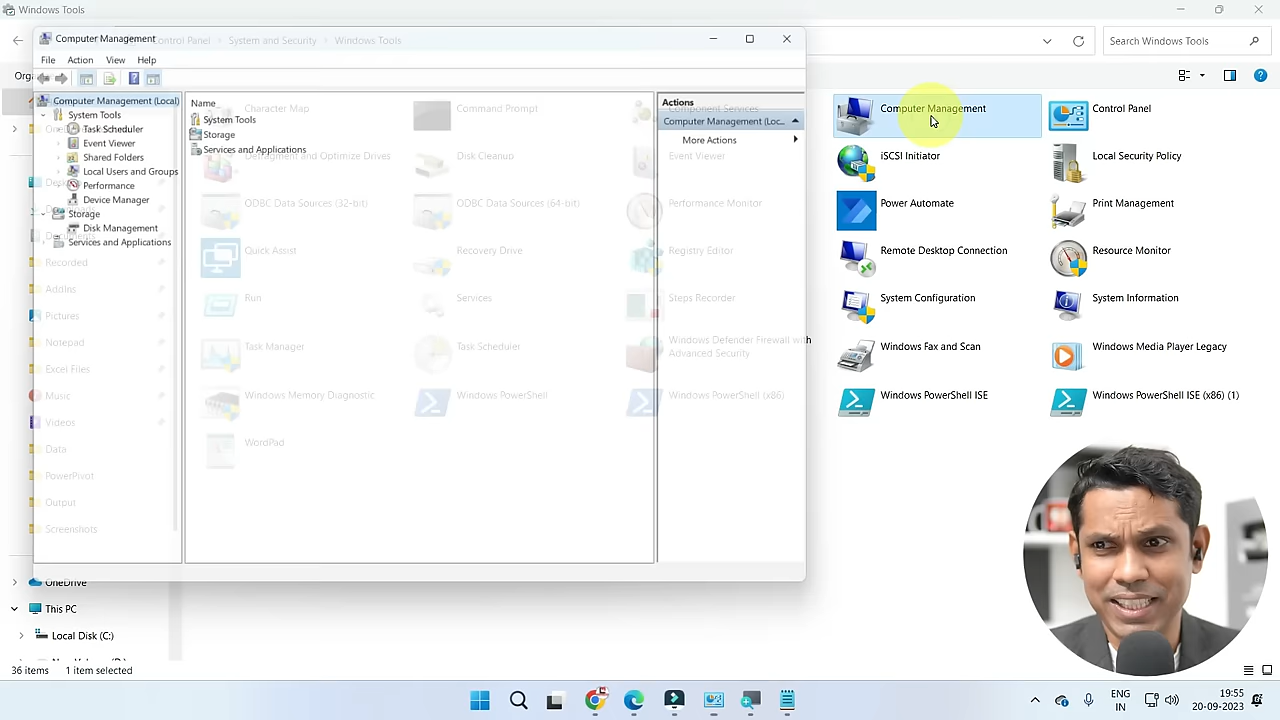 Windows Tools
Computer Management
Control Panel
System and Security
Windows Tools
Search Windows Tools
File
Action
View
Help
Computer Management (Local)
System Tools
Task Scheduler
Event Viewer
Shared Folders
Local Users and Groups
Performance
Device Manager
Storage
Disk Management
Services and Applications
Name
System Tools
Storage
Services and Applications
Actions
Computer Management (Loc...
More Actions
Character Map
Command Prompt
Component Services
Computer Management
Control Panel
Defragment and Optimize Drives
Disk Cleanup
Event Viewer
iSCSI Initiator
Local Security Policy
ODBC Data Sources (32-bit)
ODBC Data Sources (64-bit)
Performance Monitor
Power Automate
Print Management
Quick Assist
Recovery Drive
Registry Editor
Remote Desktop Connection
Resource Monitor
Run
Services
Steps Recorder
System Configuration
System Information
Task Manager
Task Scheduler
Windows Defender Firewall with
Advanced Security
Windows Fax and Scan
Windows Media Player Legacy
Windows Memory Diagnostic
Windows PowerShell
Windows PowerShell (x86)
Windows PowerShell ISE
Windows PowerShell ISE (x86) (1)
WordPad
Recorded
AddIns
Pictures
Notepad
Excel Files
Music
Videos
Data
PowerPivot
Output
Screenshots
OneDrive
This PC
Local Disk (C:)
36 items
1 item selected
ENG
IN
19:55
20-09-2023